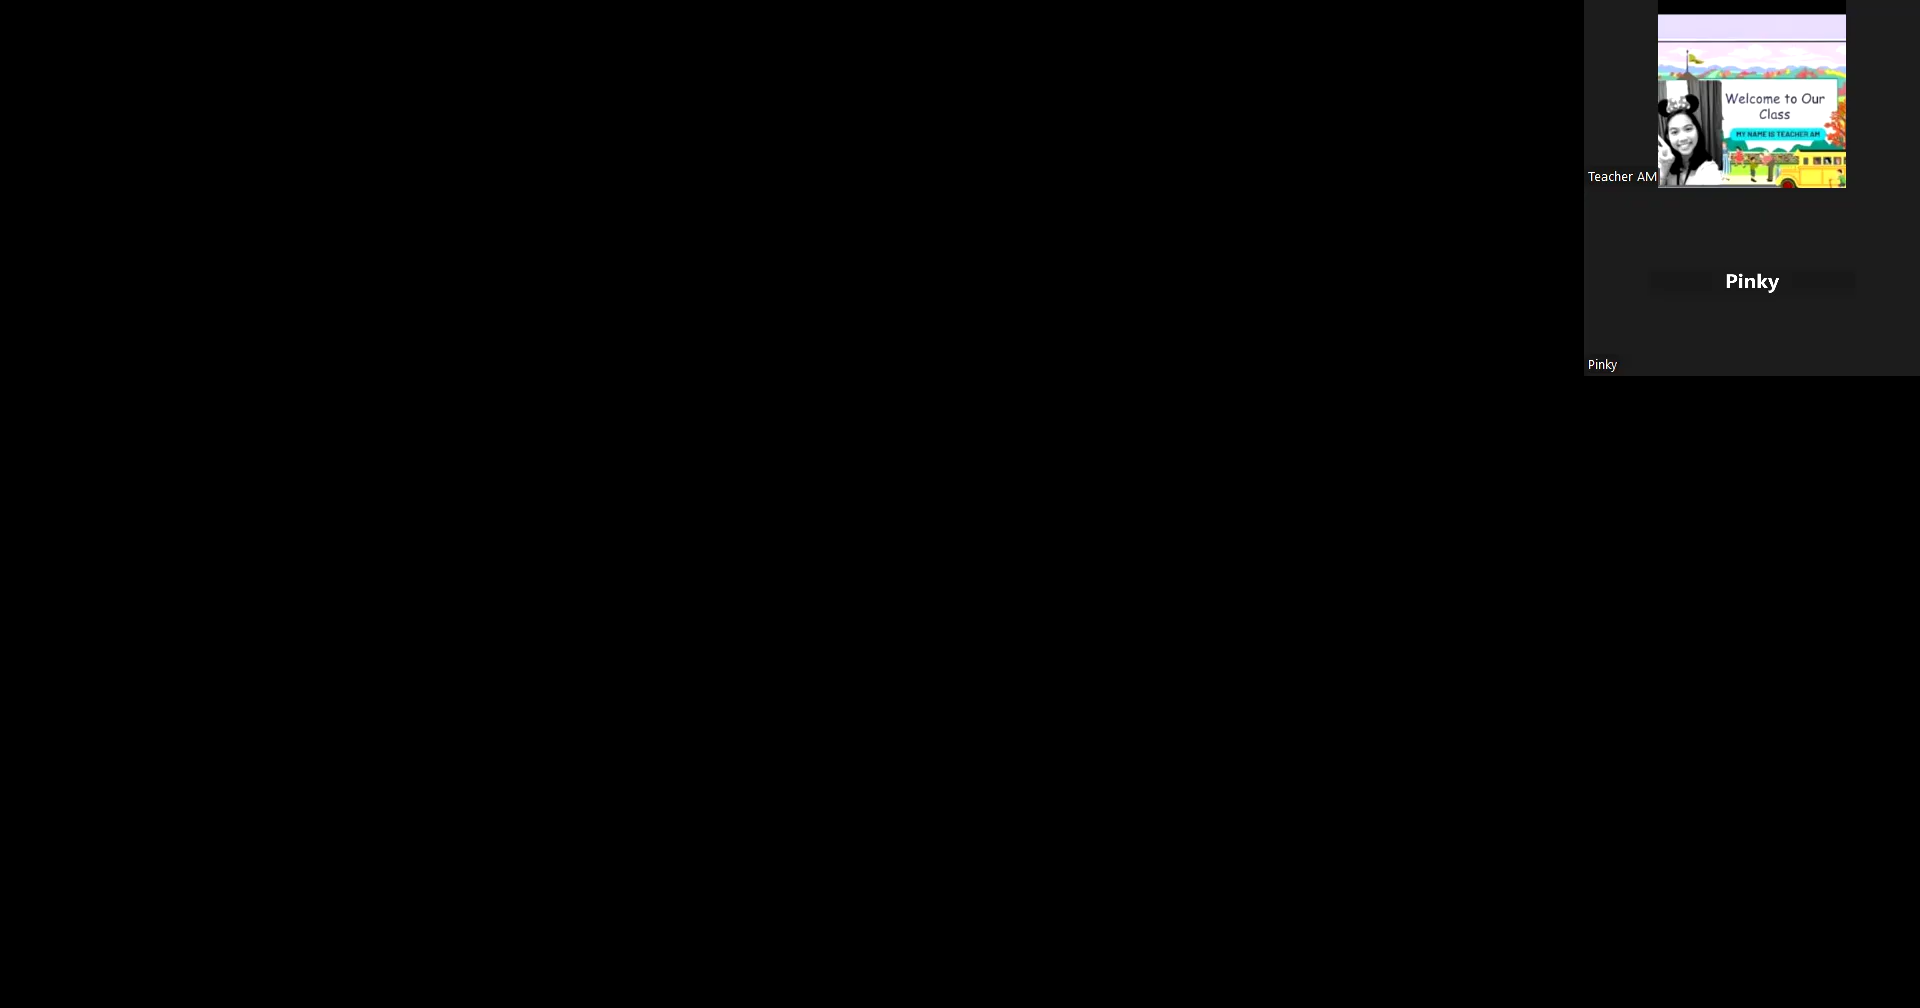 Welcome to Our
Class
MY NAME IS TEACHER AM
Teacher AM
Pinky
Pinky